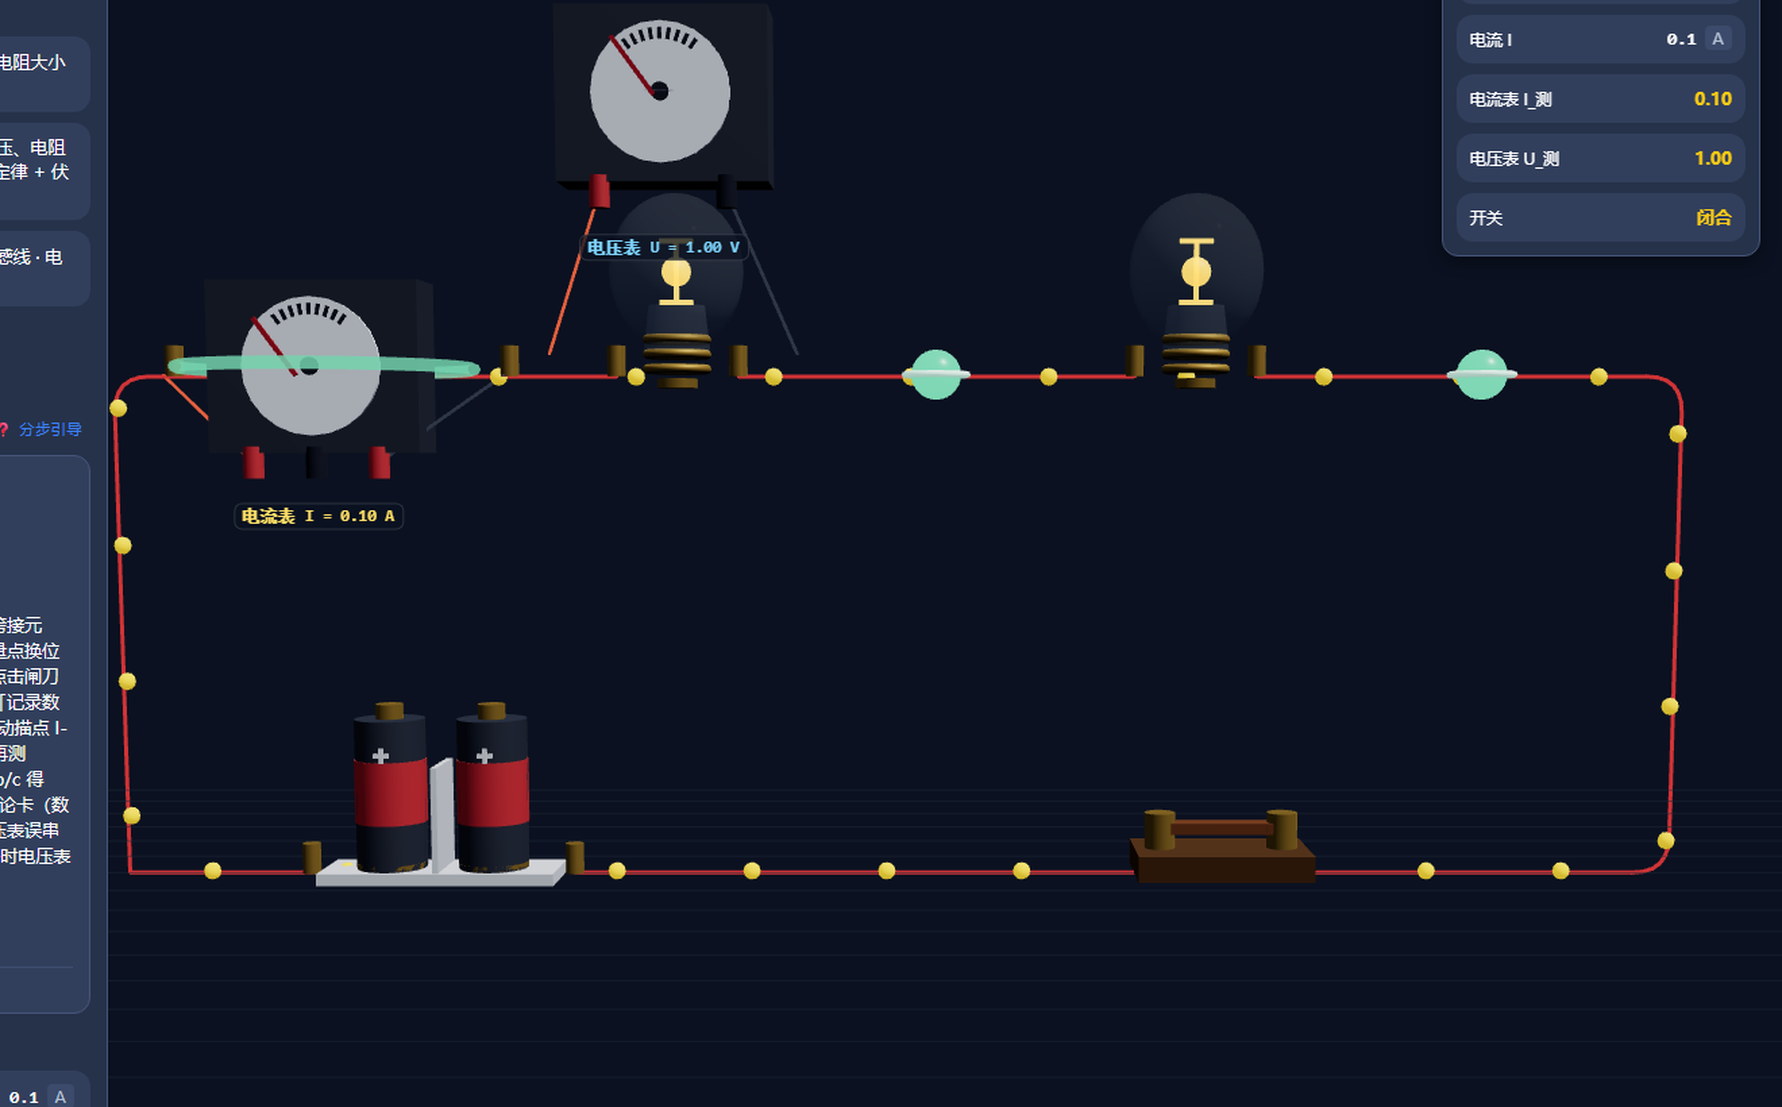 电阻大小
压、电阻
定律 + 伏
感线 · 电
? 分步引导
接元
点换位
点击闸刀
记录数
动描点 I-
再测
b/c 得
论卡（数
压表误串
时电压表
0.1 A
电压表 U = 1.00 V
电流表 I = 0.10 A
+ +
电流 I 0.1 A
电流表 I_测 0.10
电压表 U_测 1.00
开关 闭合